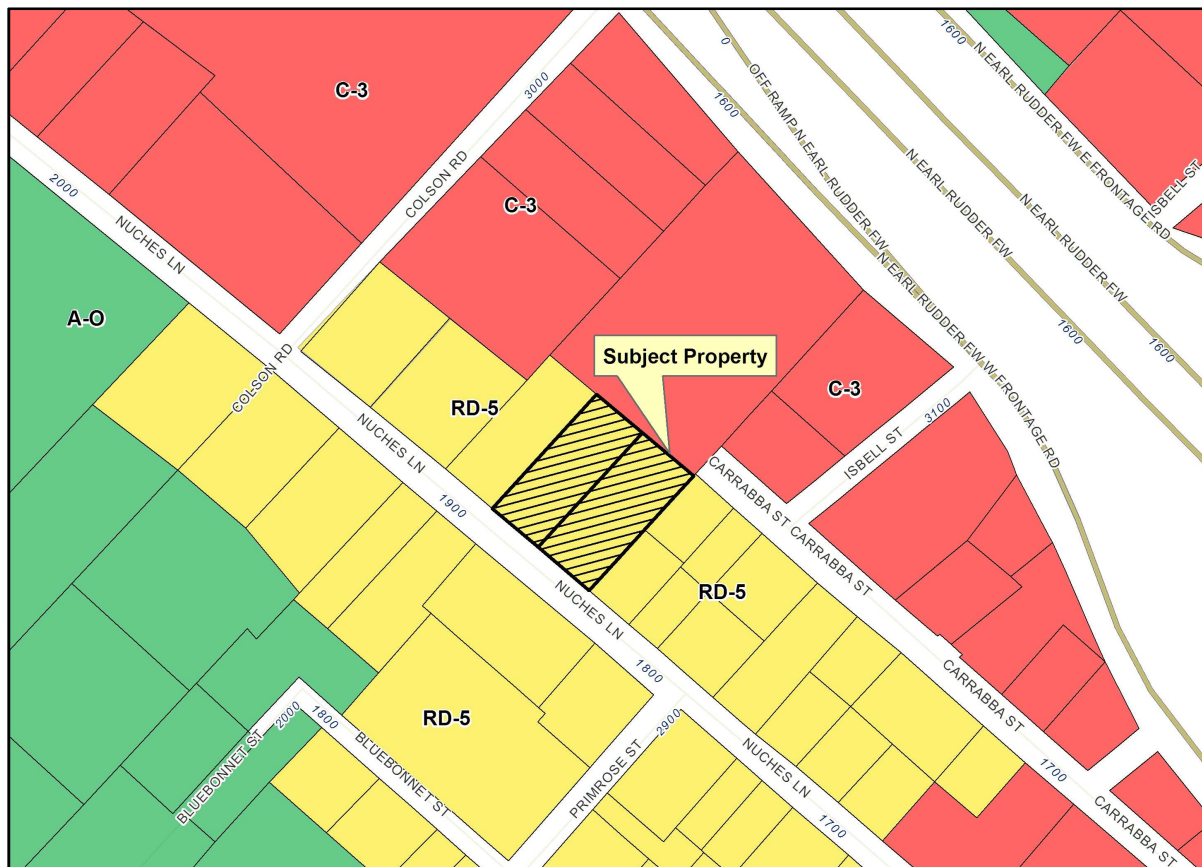 C-3
3000
COLSON RD
2000
NUCHES LN
A-O
C-3
0
OFF RAMP N EARL RUDDER FW
1600
N EARL RUDDER FW W FRONTAGE RD
N EARL RUDDER FW
1600
N EARL RUDDER FW
1600
1600
N EARL RUDDER FW E FRONTAGE RD
ISBELL ST
Subject Property
C-3
3100
ISBELL ST
COLSON RD
RD-5
NUCHES LN
1900
CARRABBA ST
CARRABBA ST
NUCHES LN
RD-5
1800
CARRABBA ST
RD-5
2000
1800
BLUEBONNET ST
BLUEBONNET ST
2900
PRIMROSE ST
NUCHES LN
1700
1700
CARRABBA ST